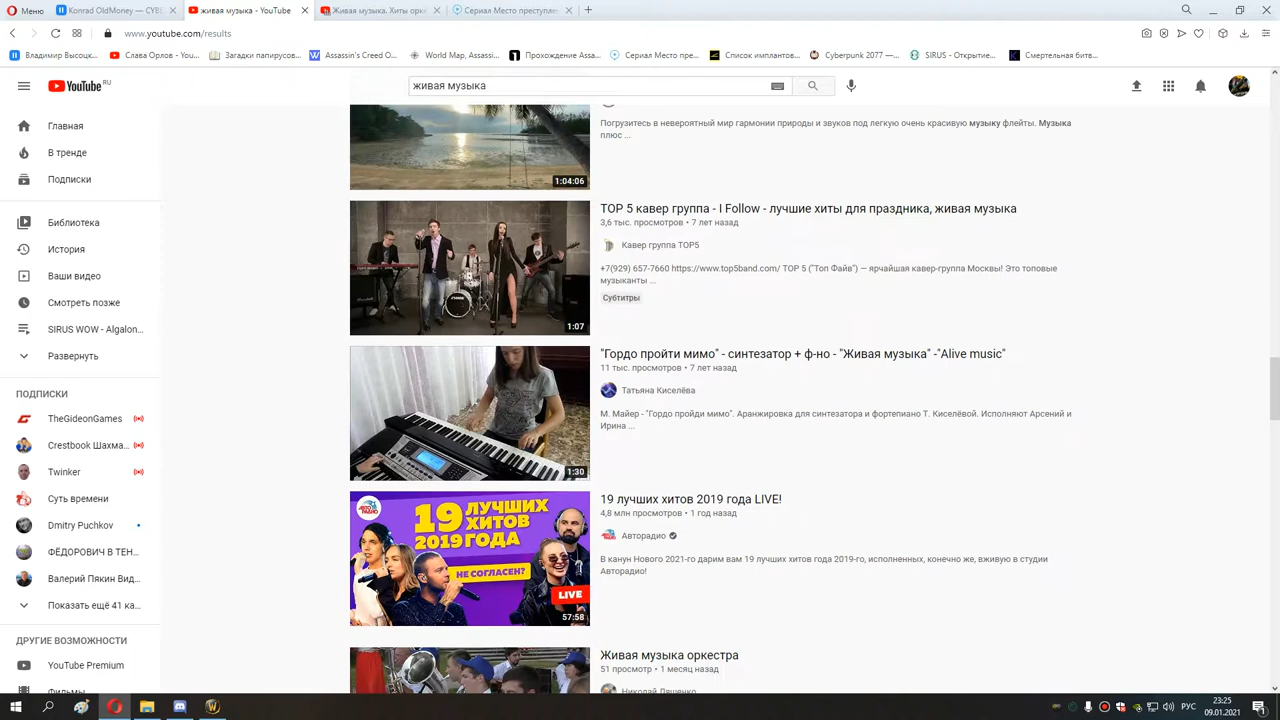 Меню
Konrad OldMoney — CYBE
живая музыка - YouTube
Живая музыка. Хиты орке
Сериал Место преступлен
www.youtube.com/results
Владимир Высоцк...
Слава Орлов - You...
Загадки папирусов...
Assassin's Creed O...
World Map, Assassi...
Прохождение Assa...
Сериал Место пре...
Список имплантов...
Cyberpunk 2077 —...
SIRUS - Открытие...
Смертельная битв...
YouTube RU
живая музыка
Главная
В тренде
Подписки
Библиотека
История
Ваши видео
Смотреть позже
SIRUS WOW - Algalon...
Развернуть
ПОДПИСКИ
TheGideonGames
Crestbook Шахма...
Twinker
Суть времени
Dmitry Puchkov
ФЁДОРОВИЧ В ТЕН...
Валерий Пякин Вид...
Показать ещё 41 ка...
ДРУГИЕ ВОЗМОЖНОСТИ
YouTube Premium
Фильмы
Погрузитесь в невероятный мир гармонии природы и звуков под легкую очень красивую музыку флейты. Музыка
плюс ...
1:04:06
TOP 5 кавер группа - I Follow - лучшие хиты для праздника, живая музыка
3,6 тыс. просмотров • 7 лет назад
Кавер группа TOP5
+7(929) 657-7660 https://www.top5band.com/ TOP 5 ("Топ Файв") — ярчайшая кавер-группа Москвы! Это топовые
музыканты ...
Субтитры
1:07
"Гордо пройти мимо" - синтезатор + ф-но - "Живая музыка" -"Alive music"
11 тыс. просмотров • 7 лет назад
Татьяна Киселёва
М. Майер - "Гордо пройди мимо". Аранжировка для синтезатора и фортепиано Т. Киселёвой. Исполняют Арсений и
Ирина ...
1:30
19 лучших хитов 2019 года LIVE!
4,8 млн просмотров • 1 год назад
Авторадио
В канун Нового 2021-го дарим вам 19 лучших хитов года 2019-го, исполненных, конечно же, вживую в студии
Авторадио!
АВТО РАДИО
19 ЛУЧШИХ
ХИТОВ
2019 ГОДА
НЕ СОГЛАСЕН?
LIVE
57:58
Живая музыка оркестра
51 просмотр • 1 месяц назад
Николай Ляшенко
РУС
23:25
09.01.2021
1